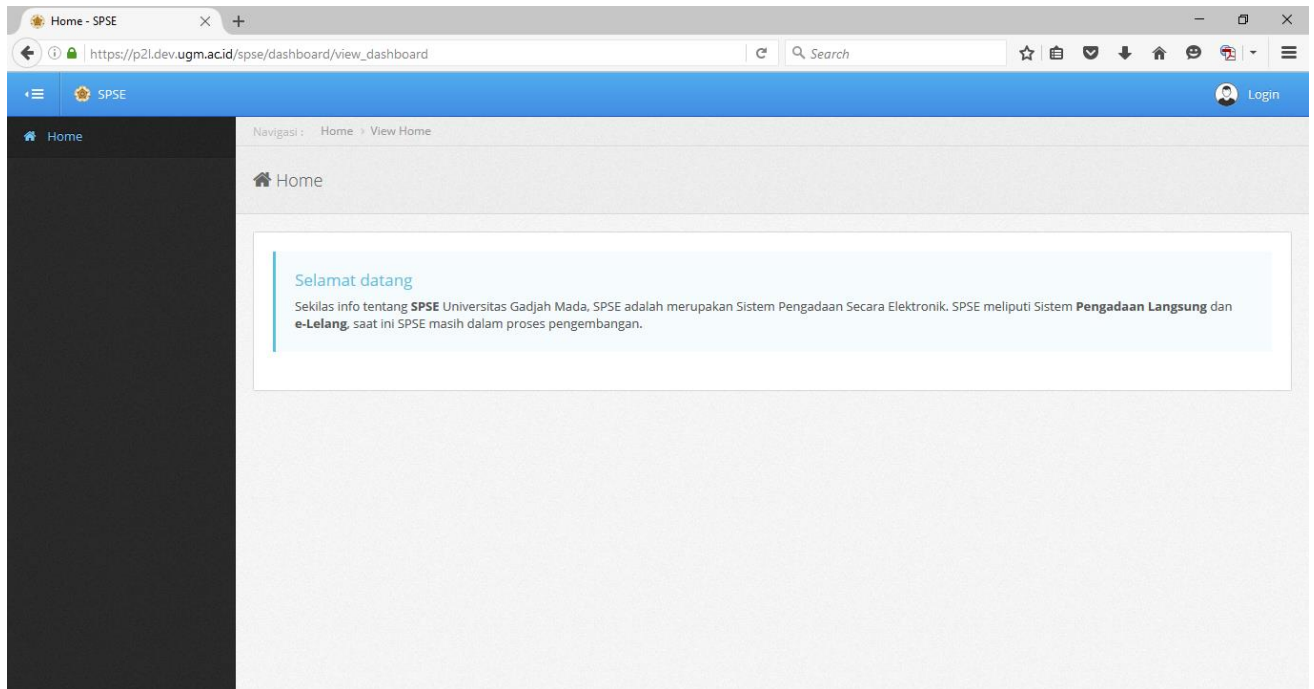 Home - SPSE
https://p2l.dev.ugm.ac.id/spse/dashboard/view_dashboard
Search
SPSE
Login
Home
Navigasi : Home › View Home
Home
Selamat datang
Sekilas info tentang SPSE Universitas Gadjah Mada, SPSE adalah merupakan Sistem Pengadaan Secara Elektronik. SPSE meliputi Sistem Pengadaan Langsung dan
e-Lelang, saat ini SPSE masih dalam proses pengembangan.